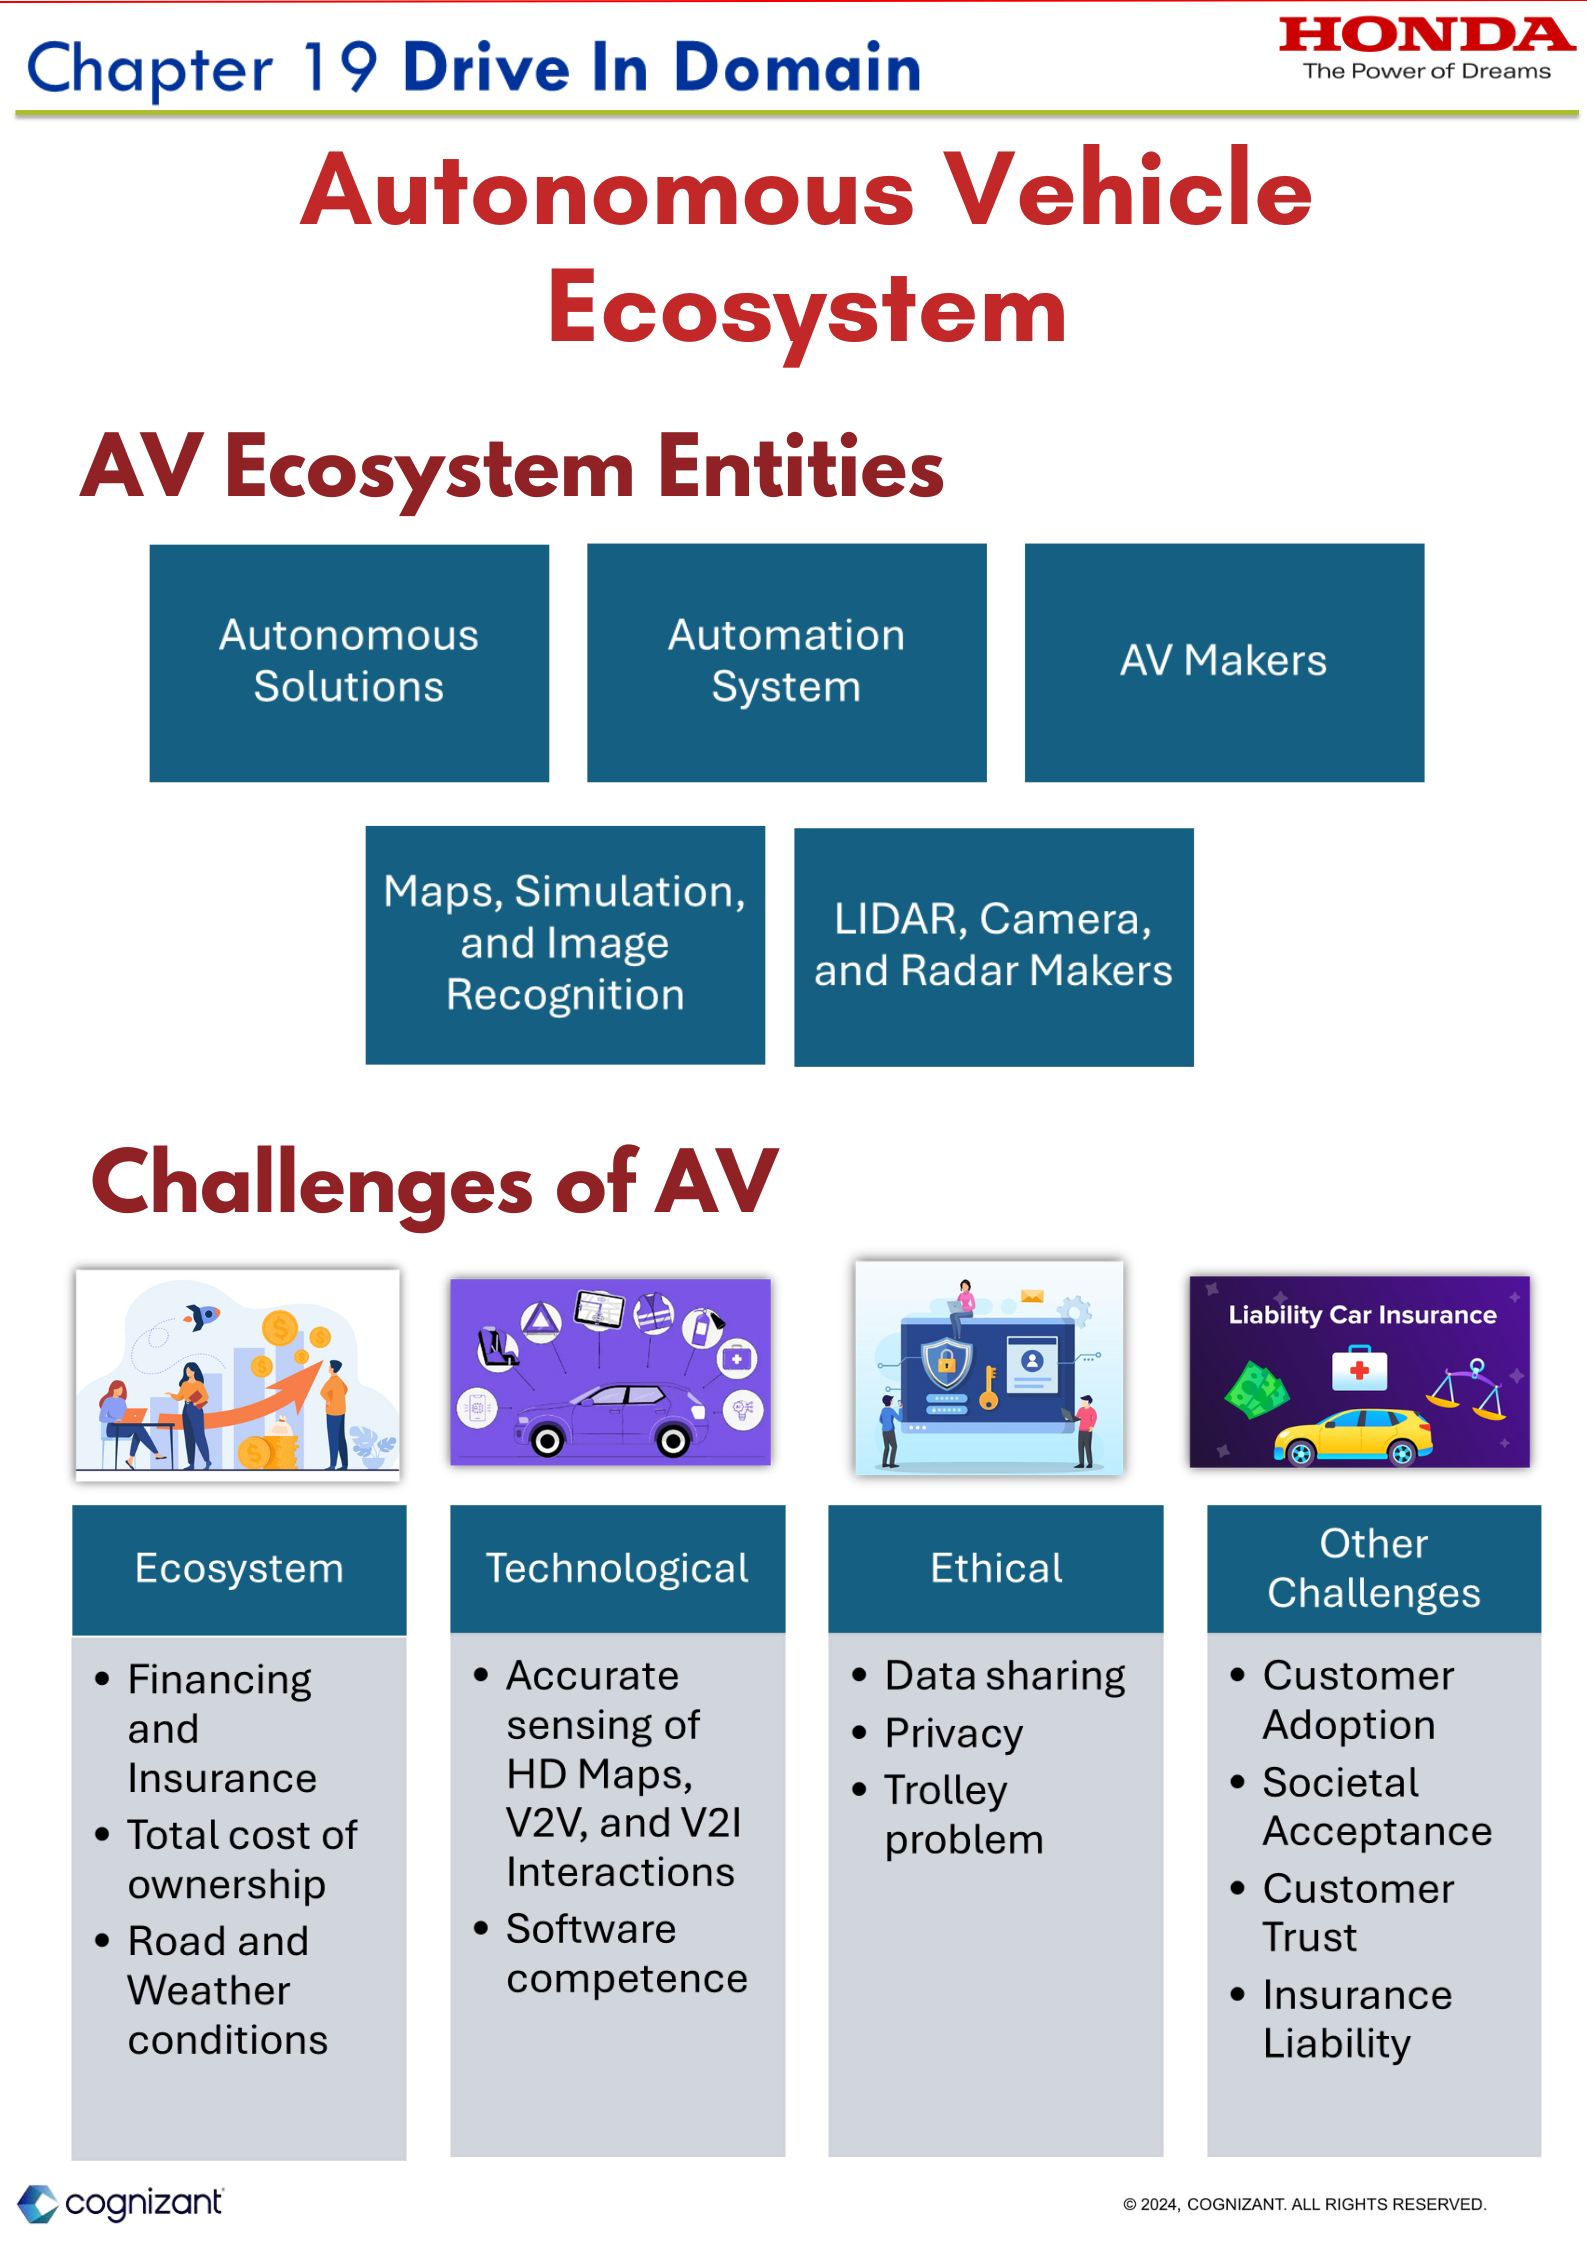 Chapter 19 Drive In Domain
HONDA
The Power of Dreams
Autonomous Vehicle
Ecosystem
AV Ecosystem Entities
Autonomous
Solutions
Automation
System
AV Makers
Maps, Simulation,
and Image
Recognition
LIDAR, Camera,
and Radar Makers
Challenges of AV
Liability Car Insurance
Ecosystem
• Financing
and
Insurance
• Total cost of
ownership
• Road and
Weather
conditions
Technological
• Accurate
sensing of
HD Maps,
V2V, and V2I
Interactions
• Software
competence
Ethical
• Data sharing
• Privacy
• Trolley
problem
Other
Challenges
• Customer
Adoption
• Societal
Acceptance
• Customer
Trust
• Insurance
Liability
cognizant
© 2024, COGNIZANT. ALL RIGHTS RESERVED.